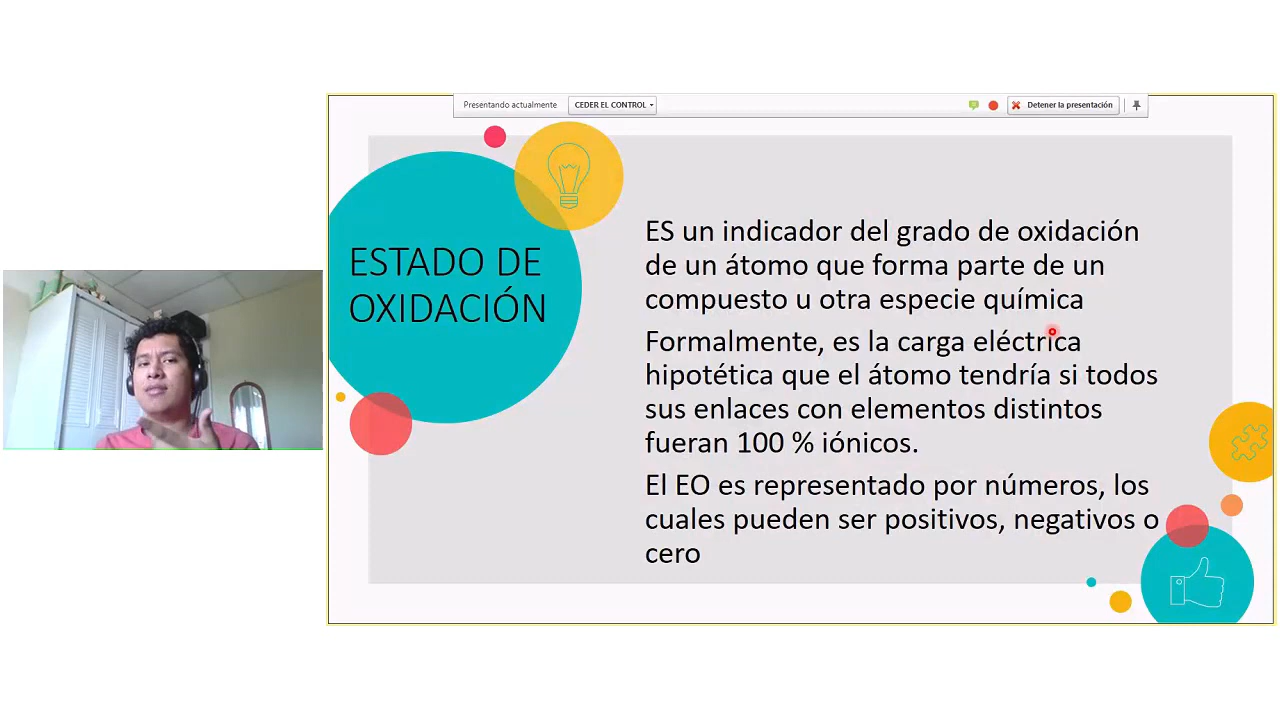 Presentando actualmente
CEDER EL CONTROL
Detener la presentación
ESTADO DE
OXIDACIÓN
ES un indicador del grado de oxidación
de un átomo que forma parte de un
compuesto u otra especie química
Formalmente, es la carga eléctrica
hipotética que el átomo tendría si todos
sus enlaces con elementos distintos
fueran 100 % iónicos.
El EO es representado por números, los
cuales pueden ser positivos, negativos o
cero